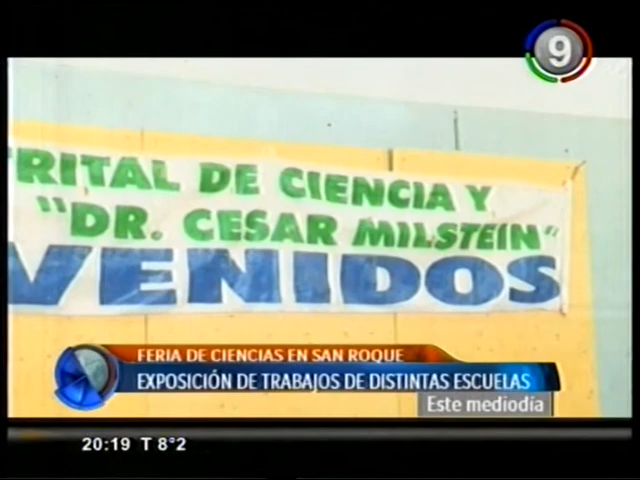 9
TRITAL DE CIENCIA Y
"DR. CESAR MILSTEIN"
VENIDOS
FERIA DE CIENCIAS EN SAN ROQUE
EXPOSICIÓN DE TRABAJOS DE DISTINTAS ESCUELAS
Este mediodía
20:19 T 8°2